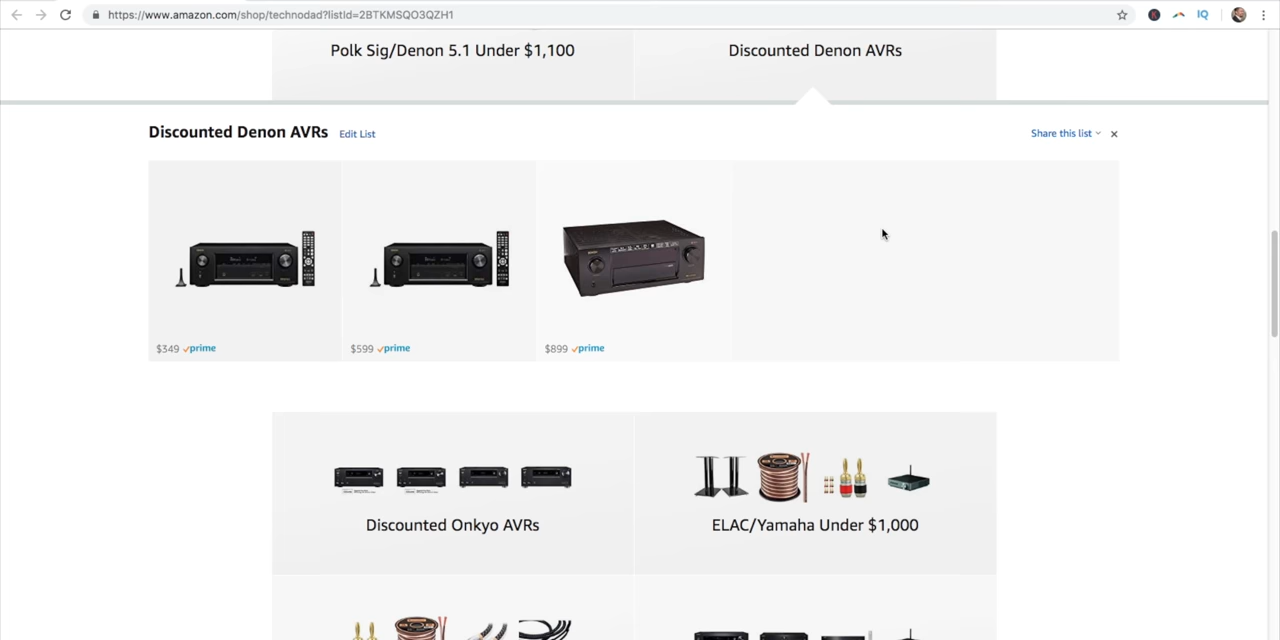 https://www.amazon.com/shop/technodad?listId=2BTKMSQO3QZH1
IQ
Polk Sig/Denon 5.1 Under $1,100
Discounted Denon AVRs
Discounted Denon AVRs Edit List
Share this list
$349 prime
$599 prime
$899 prime
Discounted Onkyo AVRs
ELAC/Yamaha Under $1,000